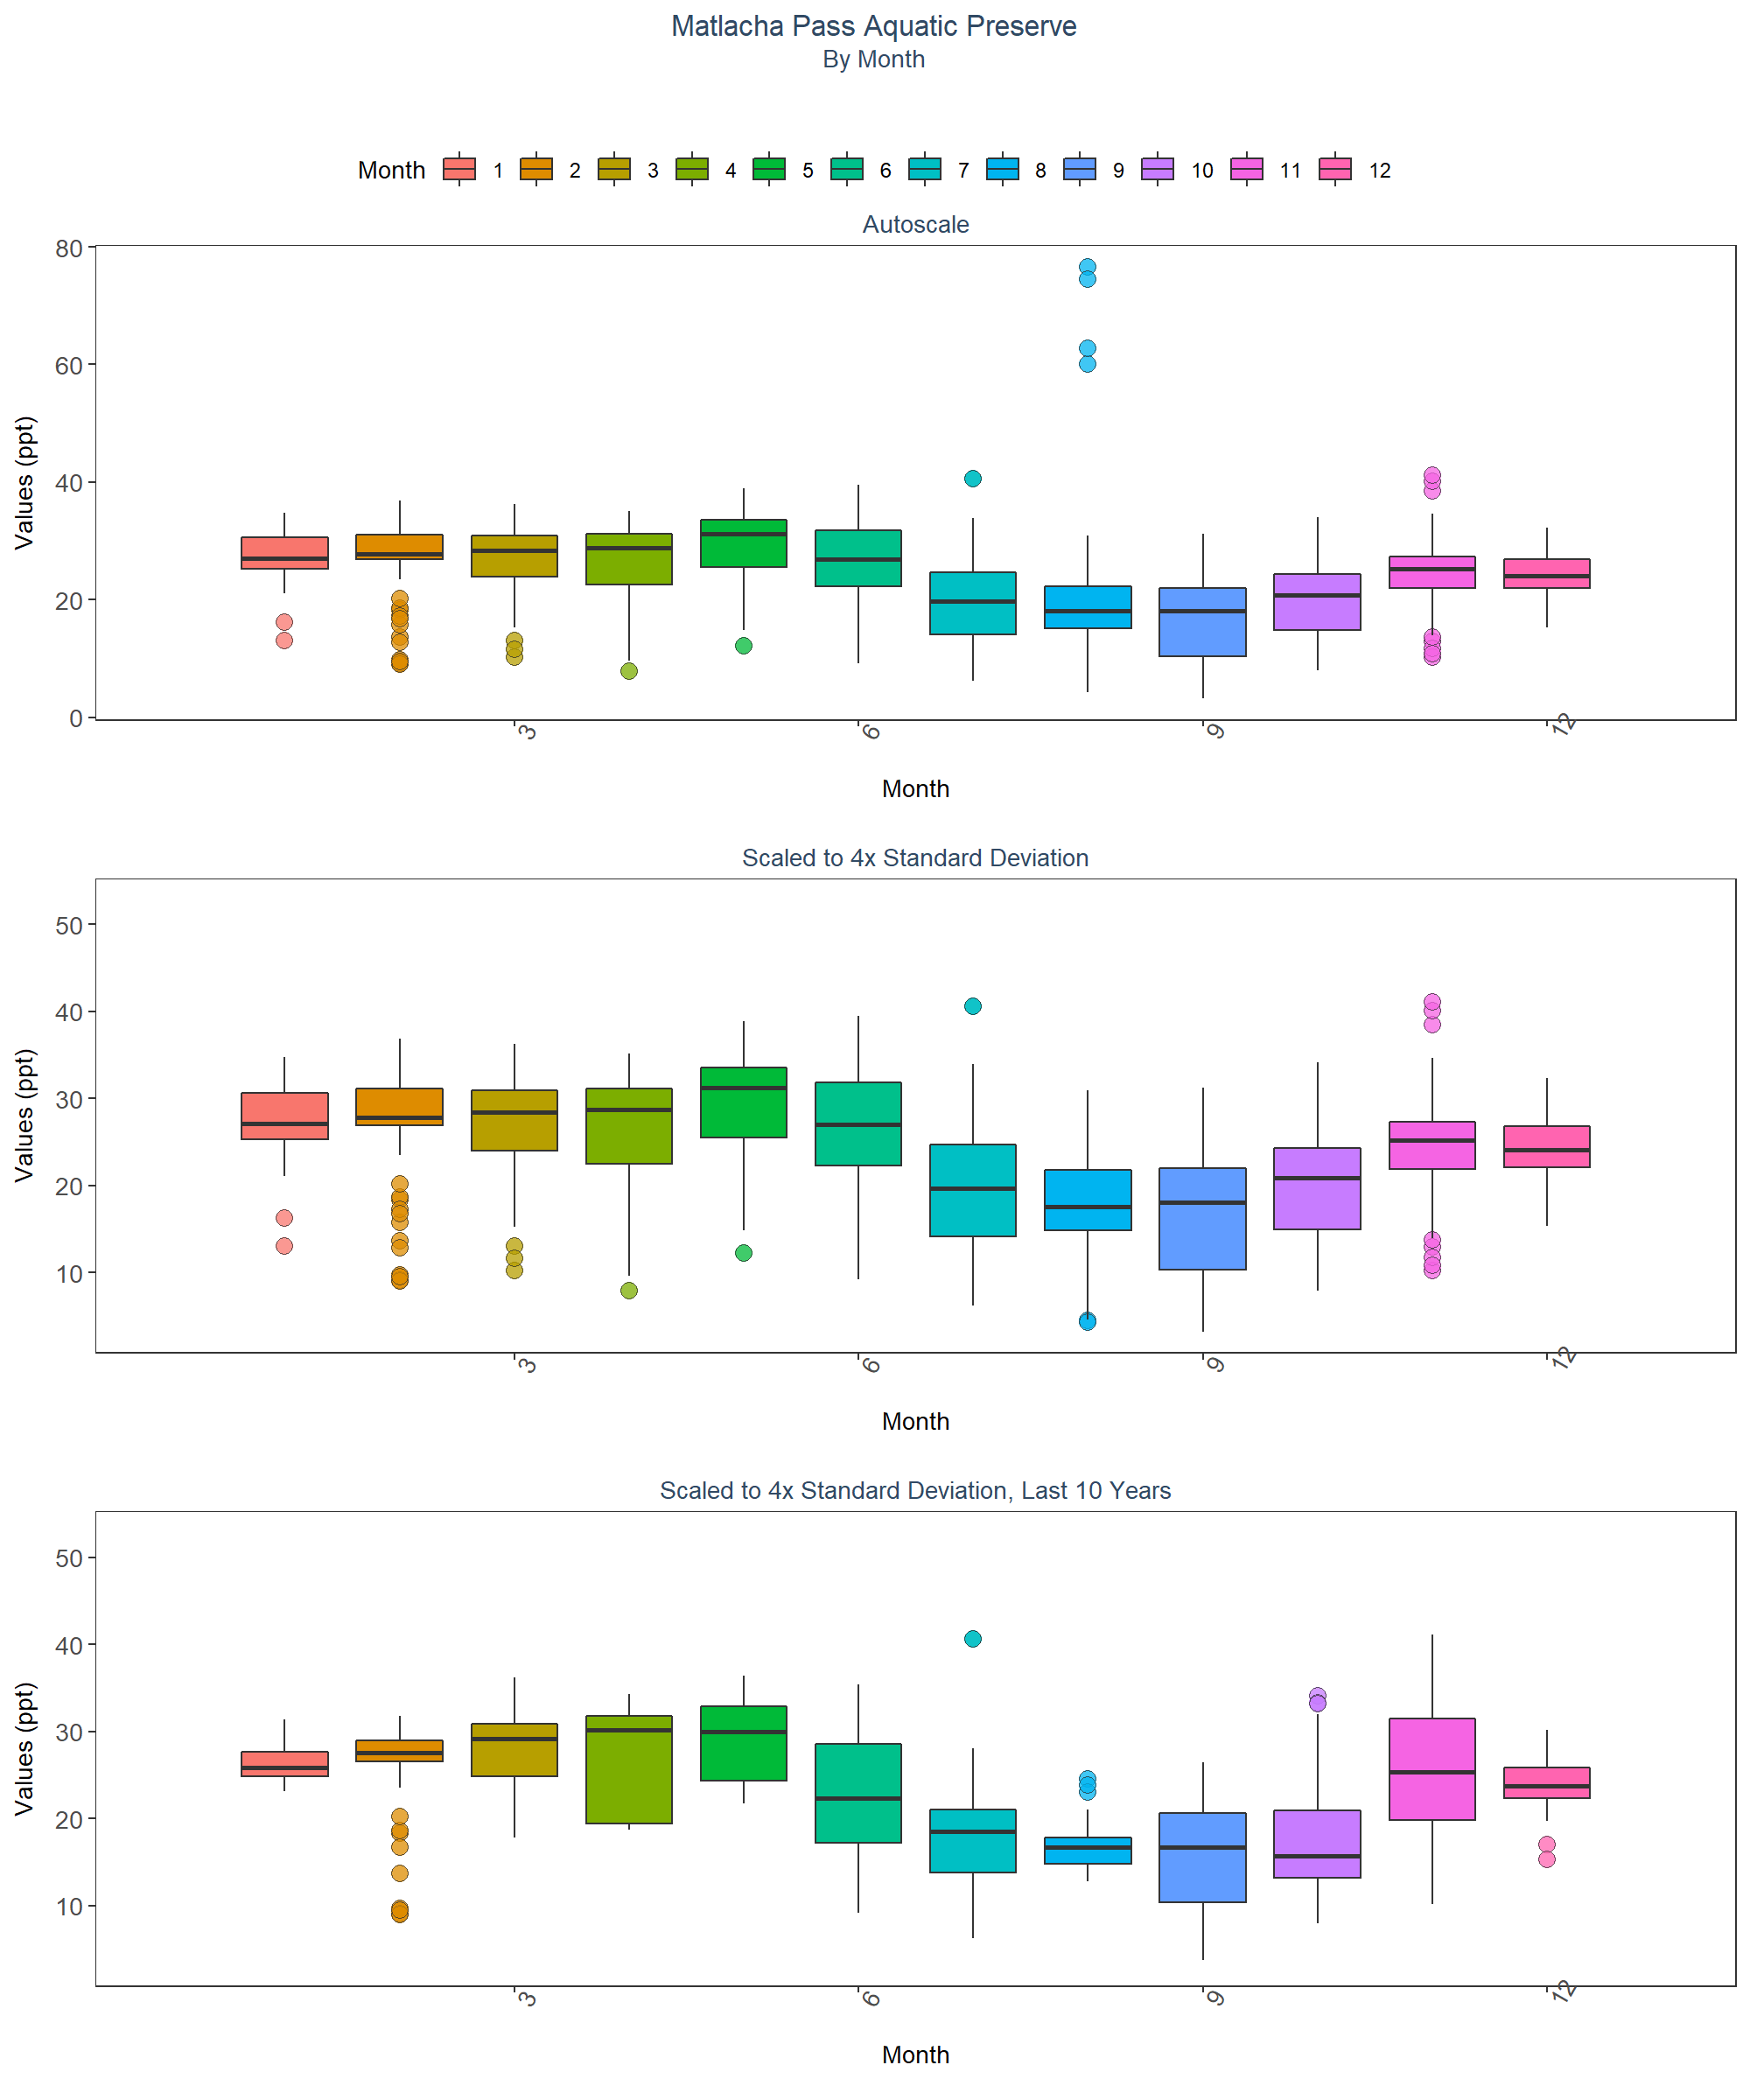 Matlacha Pass Aquatic Preserve
By Month
Month 1 2 3 4 5 6 7 8 9 10 11 12
Autoscale
Values (ppt)
80
60
40
20
0
3 6 9 12
Month
Scaled to 4x Standard Deviation
Values (ppt)
50
40
30
20
10
3 6 9 12
Month
Scaled to 4x Standard Deviation, Last 10 Years
Values (ppt)
50
40
30
20
10
3 6 9 12
Month